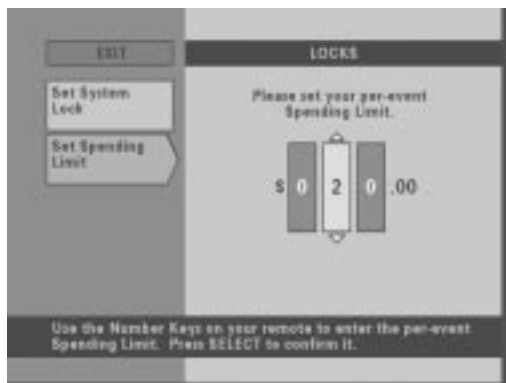 EXIT
LOCKS
Set System
Lock
Please set your per-event
Spending Limit.
Set Spending
Limit
$ 0 2 0 .00
Use the Number Keys on your remote to enter the per-event
Spending Limit. Press SELECT to confirm it.